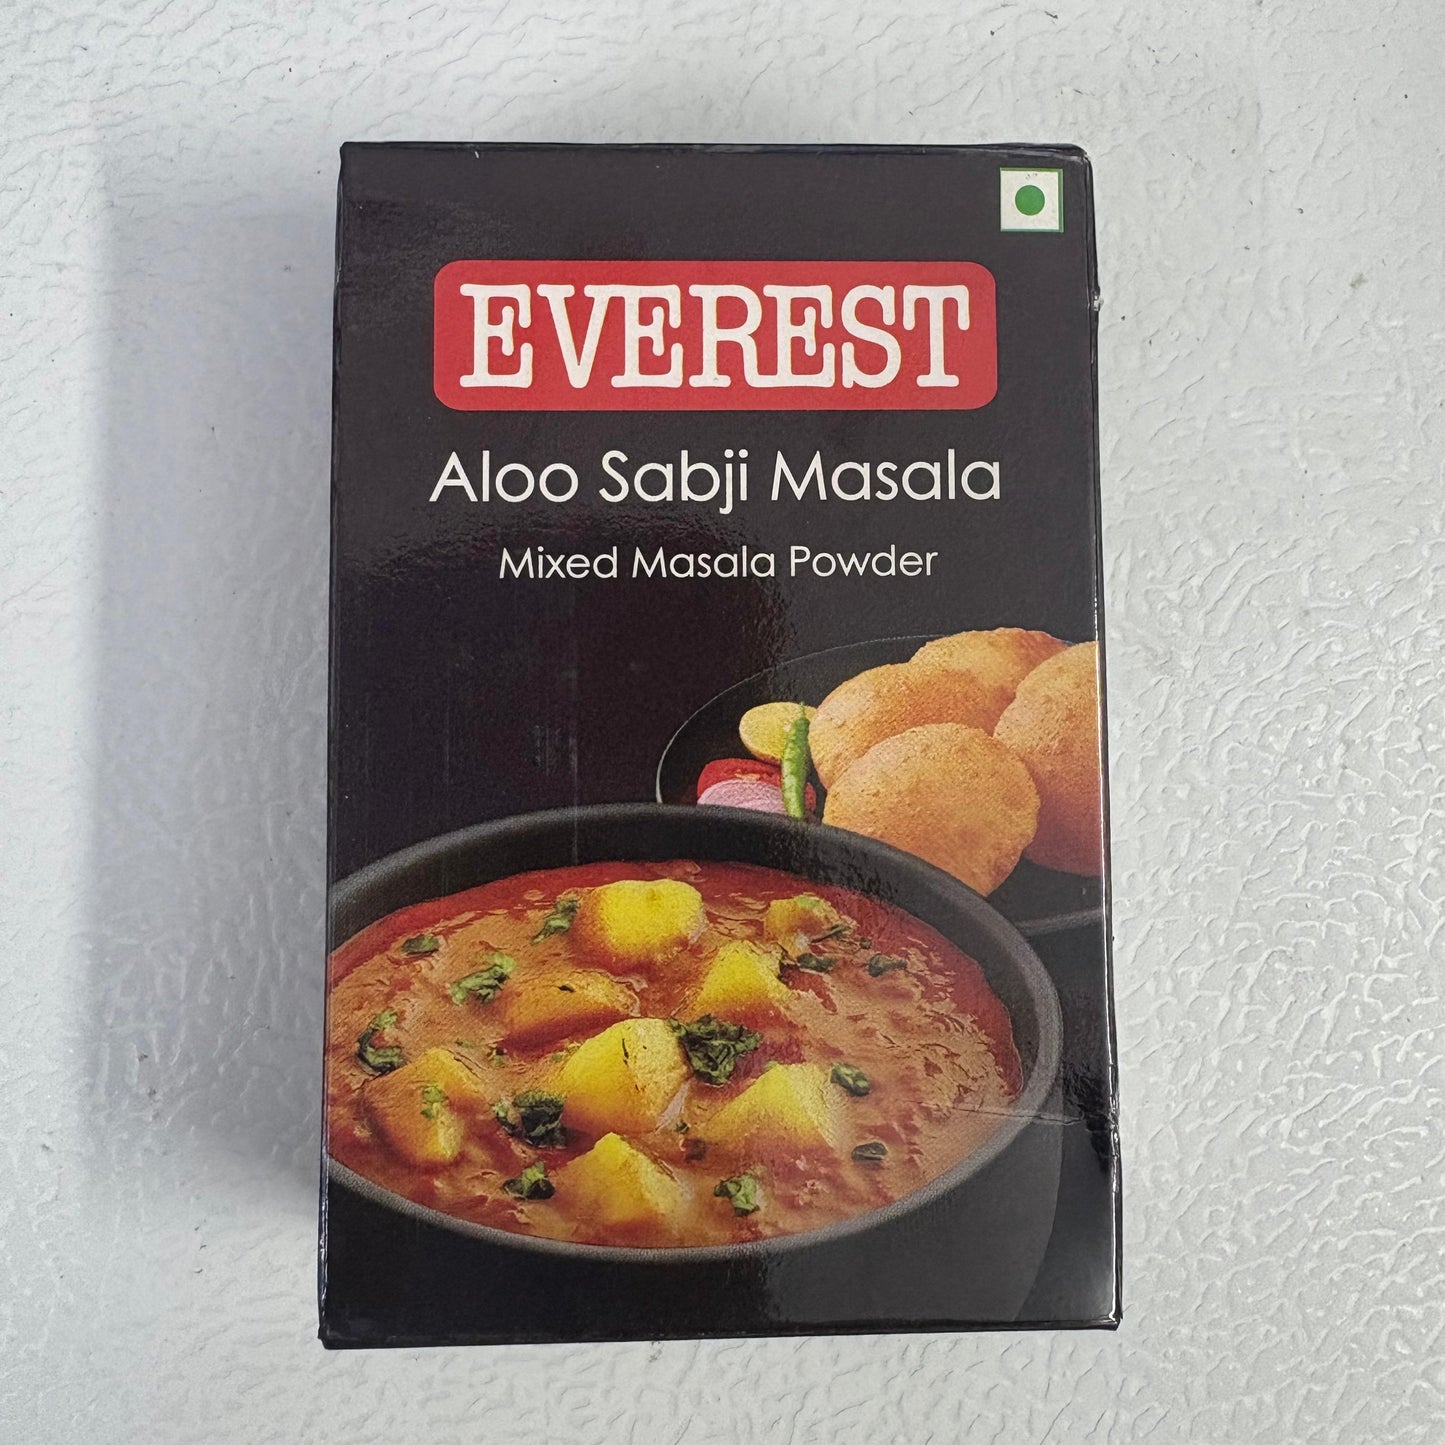 EVEREST
Aloo Sabji Masala
Mixed Masala Powder